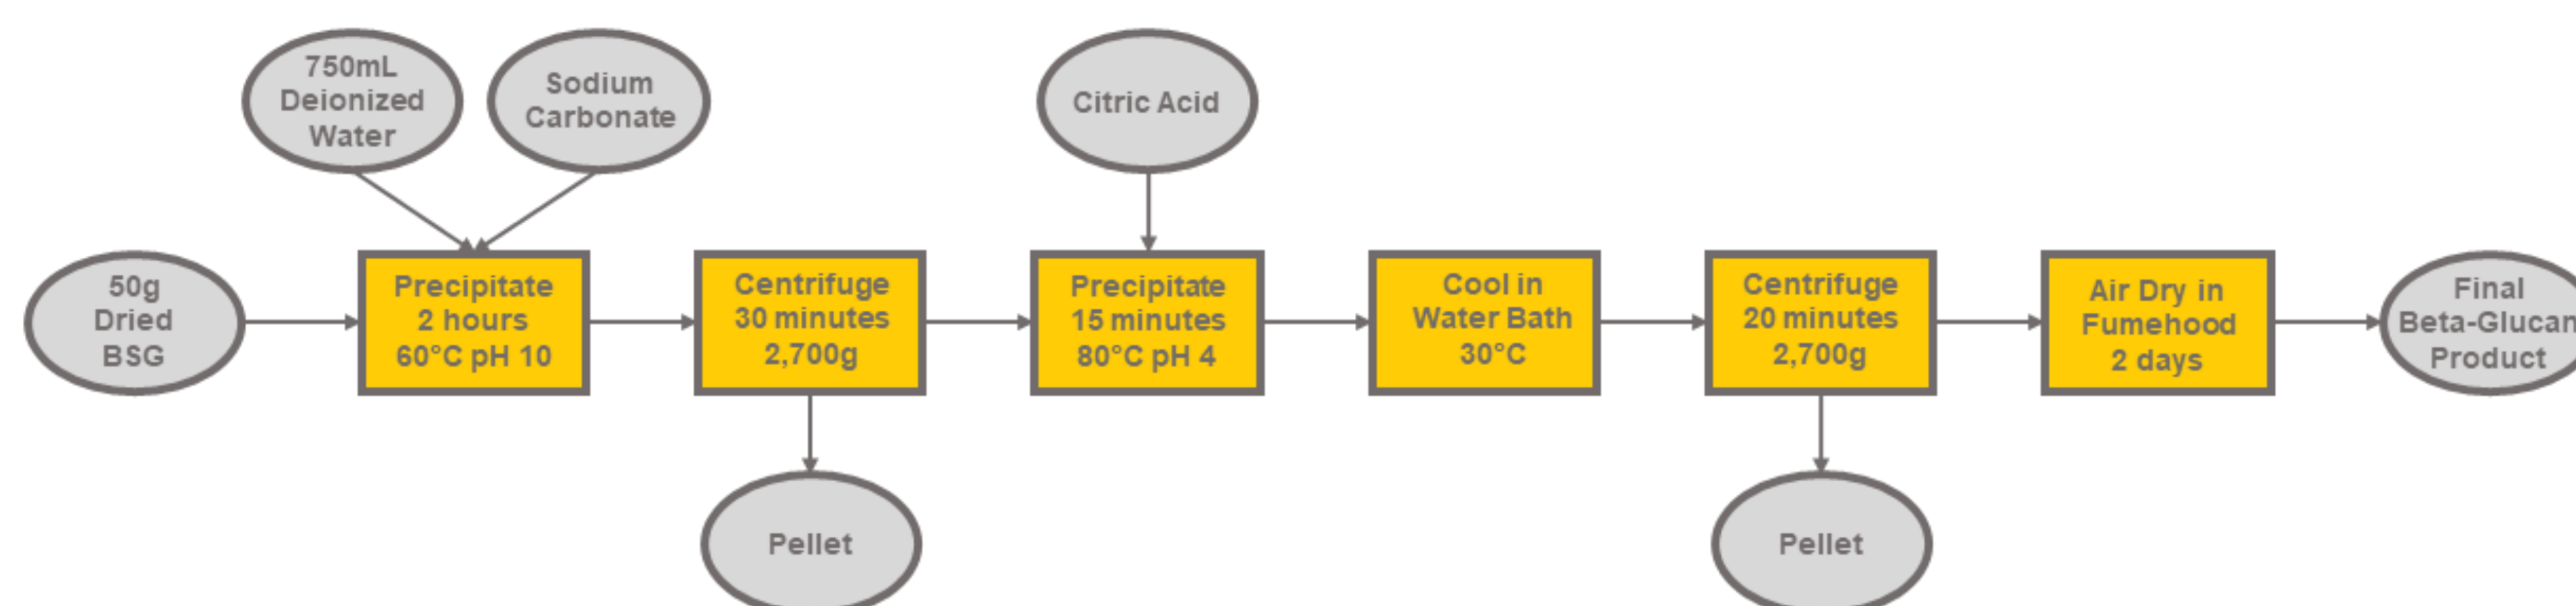 750mL
Deionized
Water
Sodium
Carbonate
Citric Acid
50g
Dried
BSG
Precipitate
2 hours
60°C pH 10
Centrifuge
30 minutes
2,700g
Precipitate
15 minutes
80°C pH 4
Cool in
Water Bath
30°C
Centrifuge
20 minutes
2,700g
Air Dry in
Fumehood
2 days
Final
Beta-Glucan
Product
Pellet
Pellet